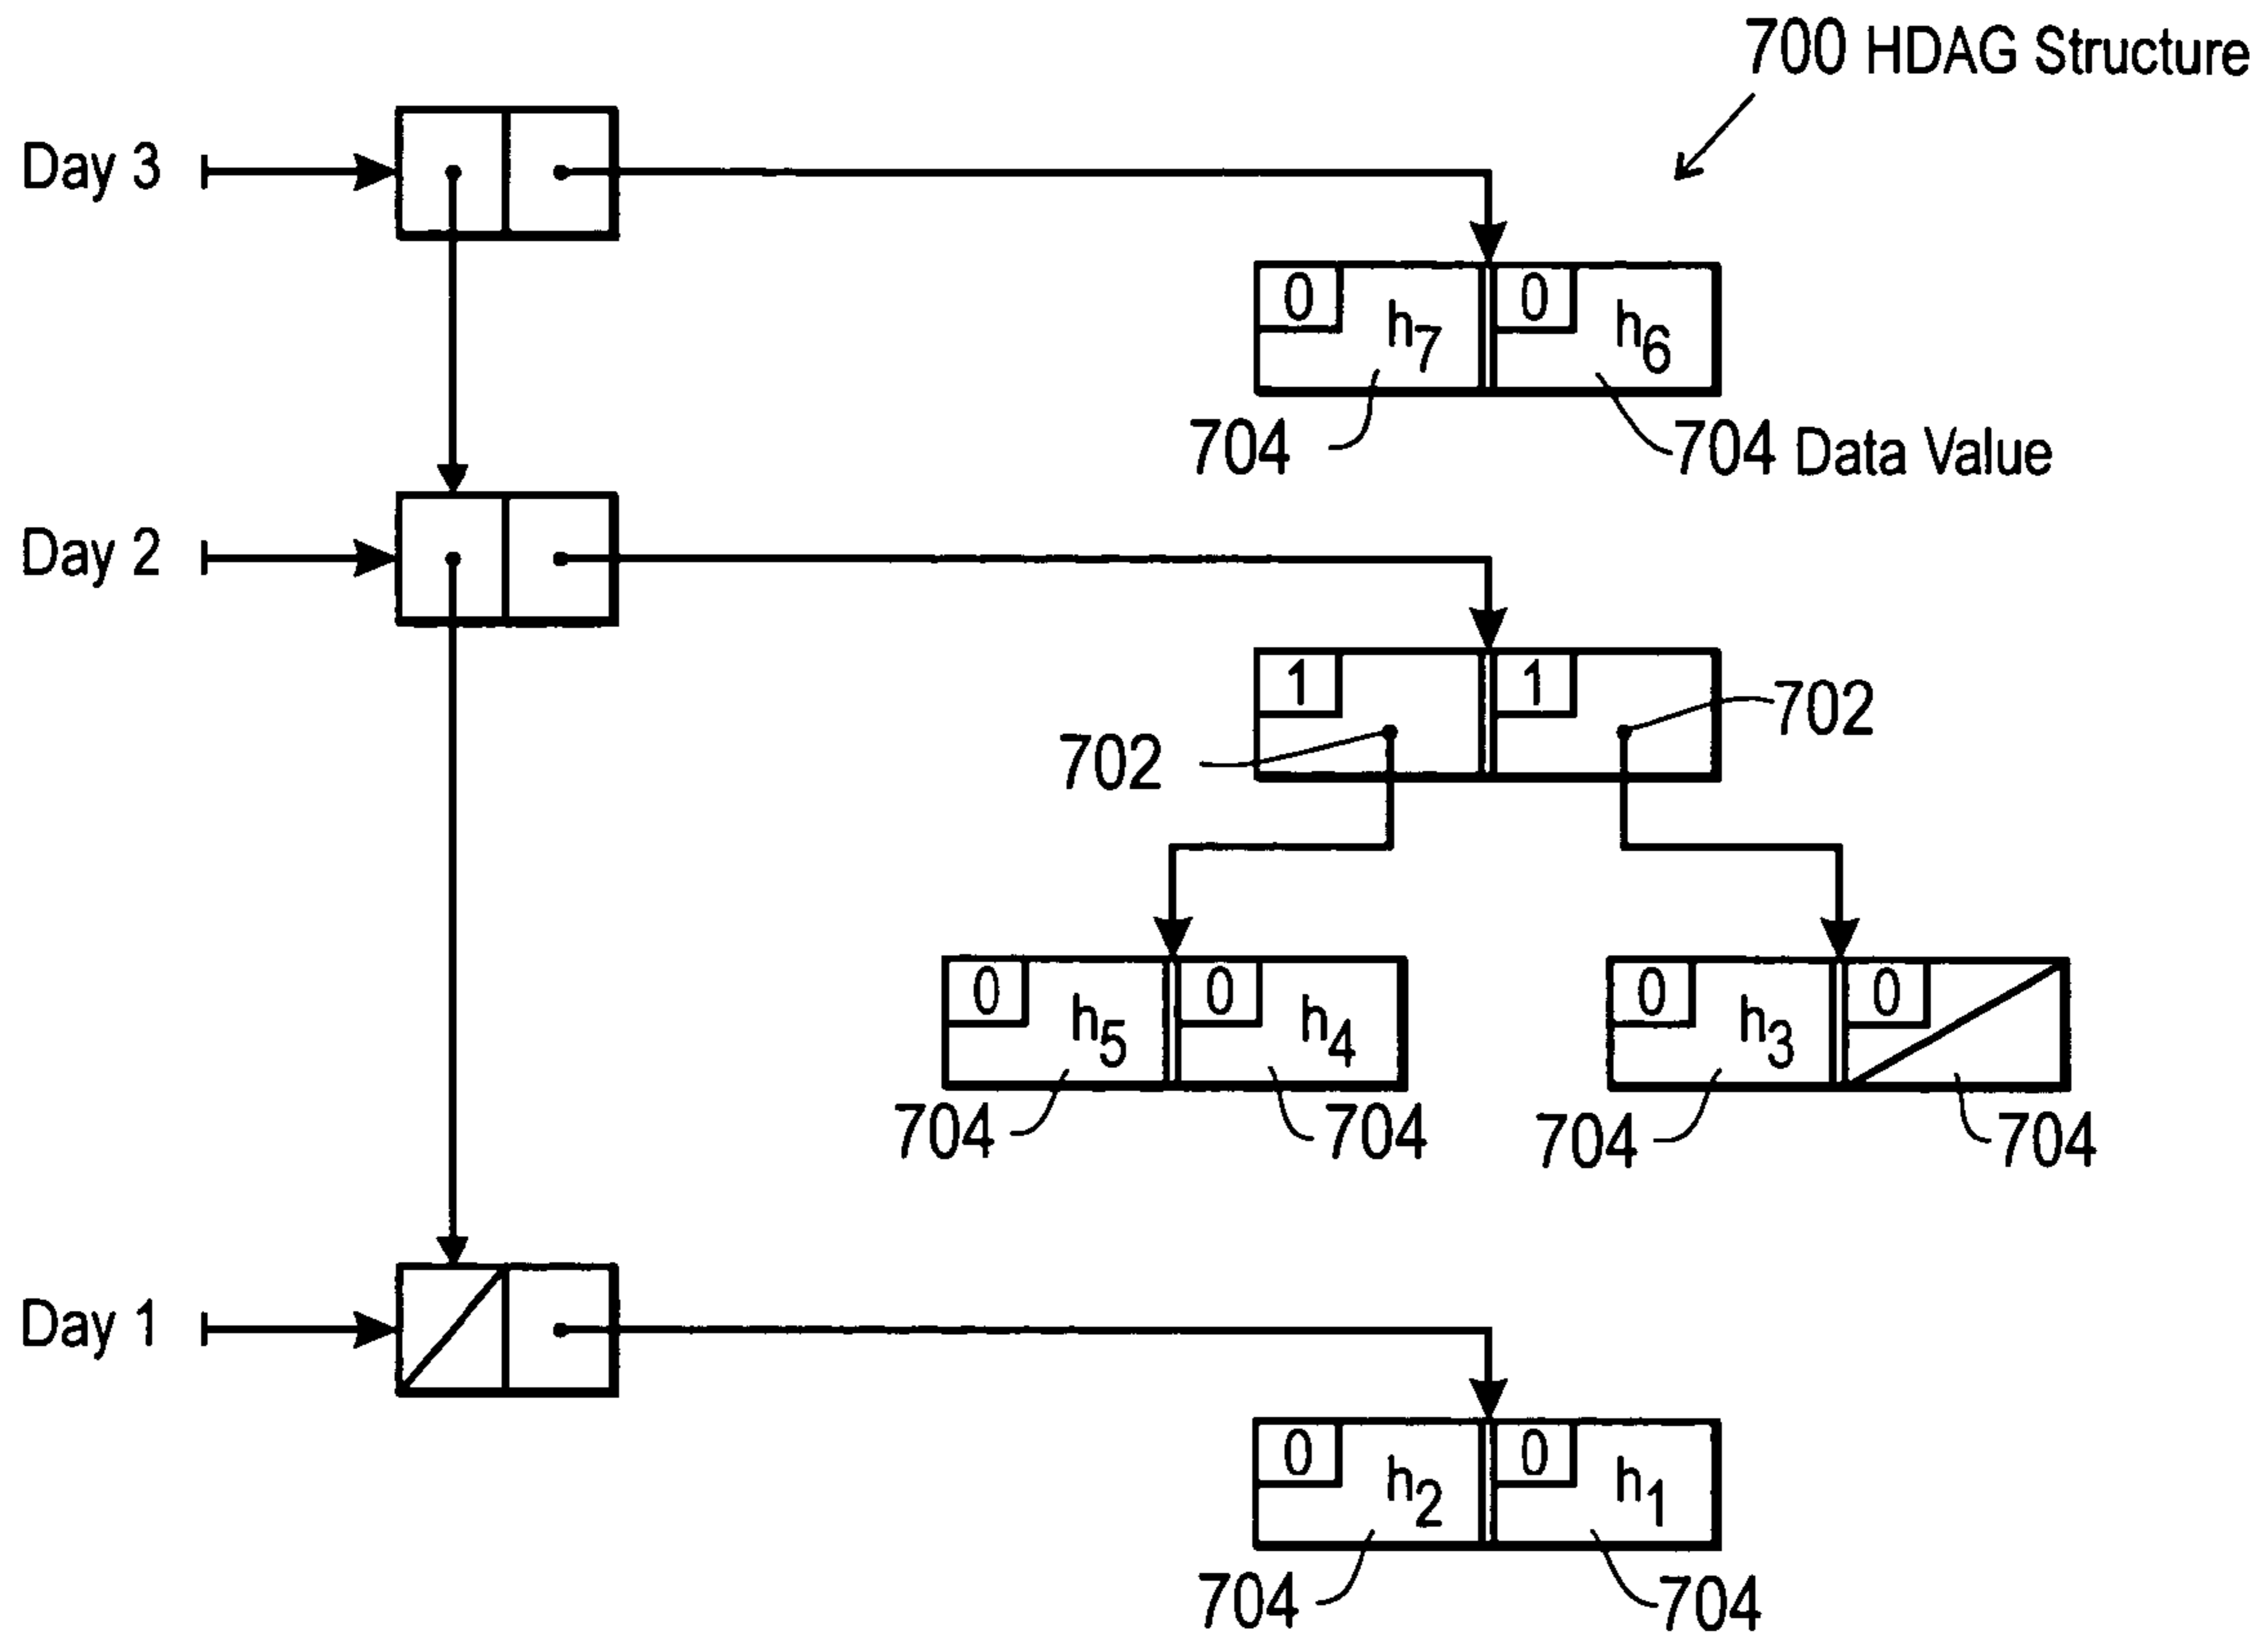 700 HDAG Structure
Day 3
0 h7 0 h6
704 704 Data Value
Day 2
1 1
702 702
0 h5 0 h4 0 h3 0
704 704 704 704
Day 1
0 h2 0 h1
704 704